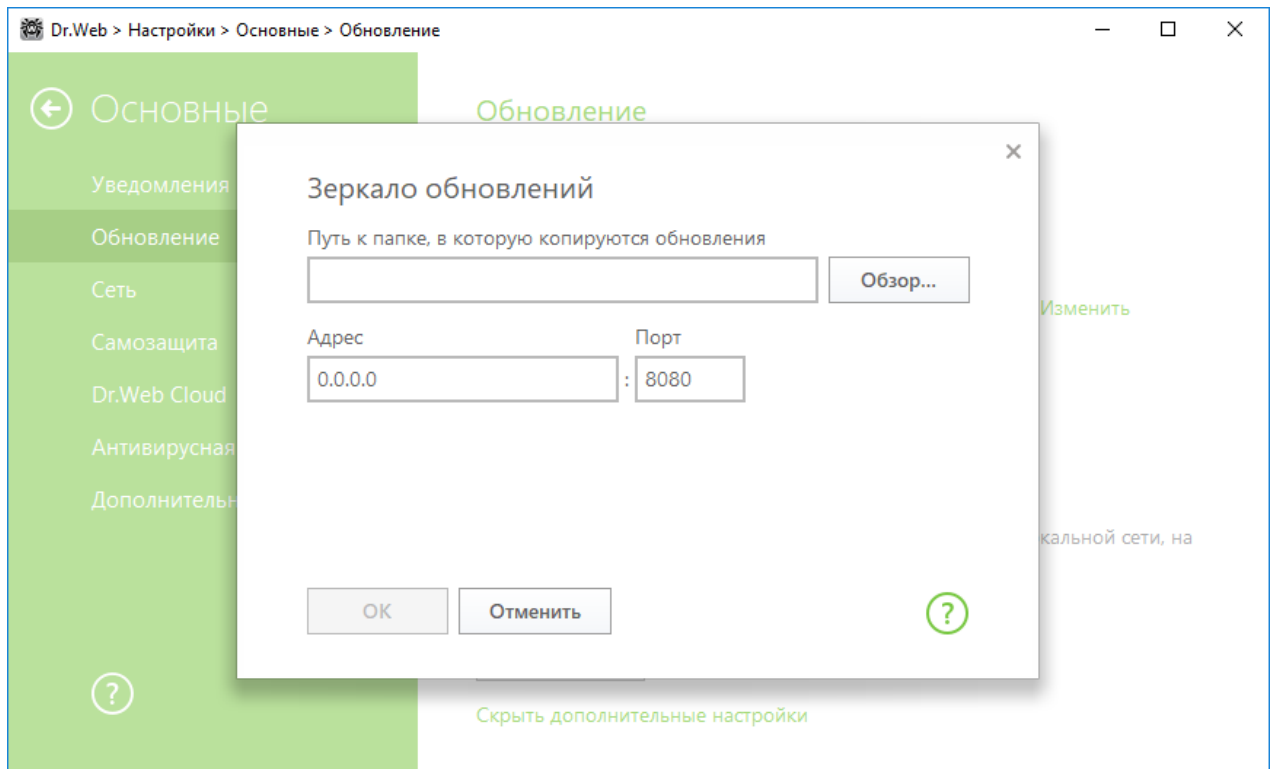 Dr.Web > Настройки > Основные > Обновление
Основные
Уведомления
Обновление
Сеть
Самозащита
Dr.Web Cloud
Антивирусная
?
Обновление
Изменить
кальной сети, на
Скрыть дополнительные настройки
Зеркало обновлений
Путь к папке, в которую копируются обновления
Обзор...
Адрес
Порт
0.0.0.0 : 8080
OK
Отменить
?